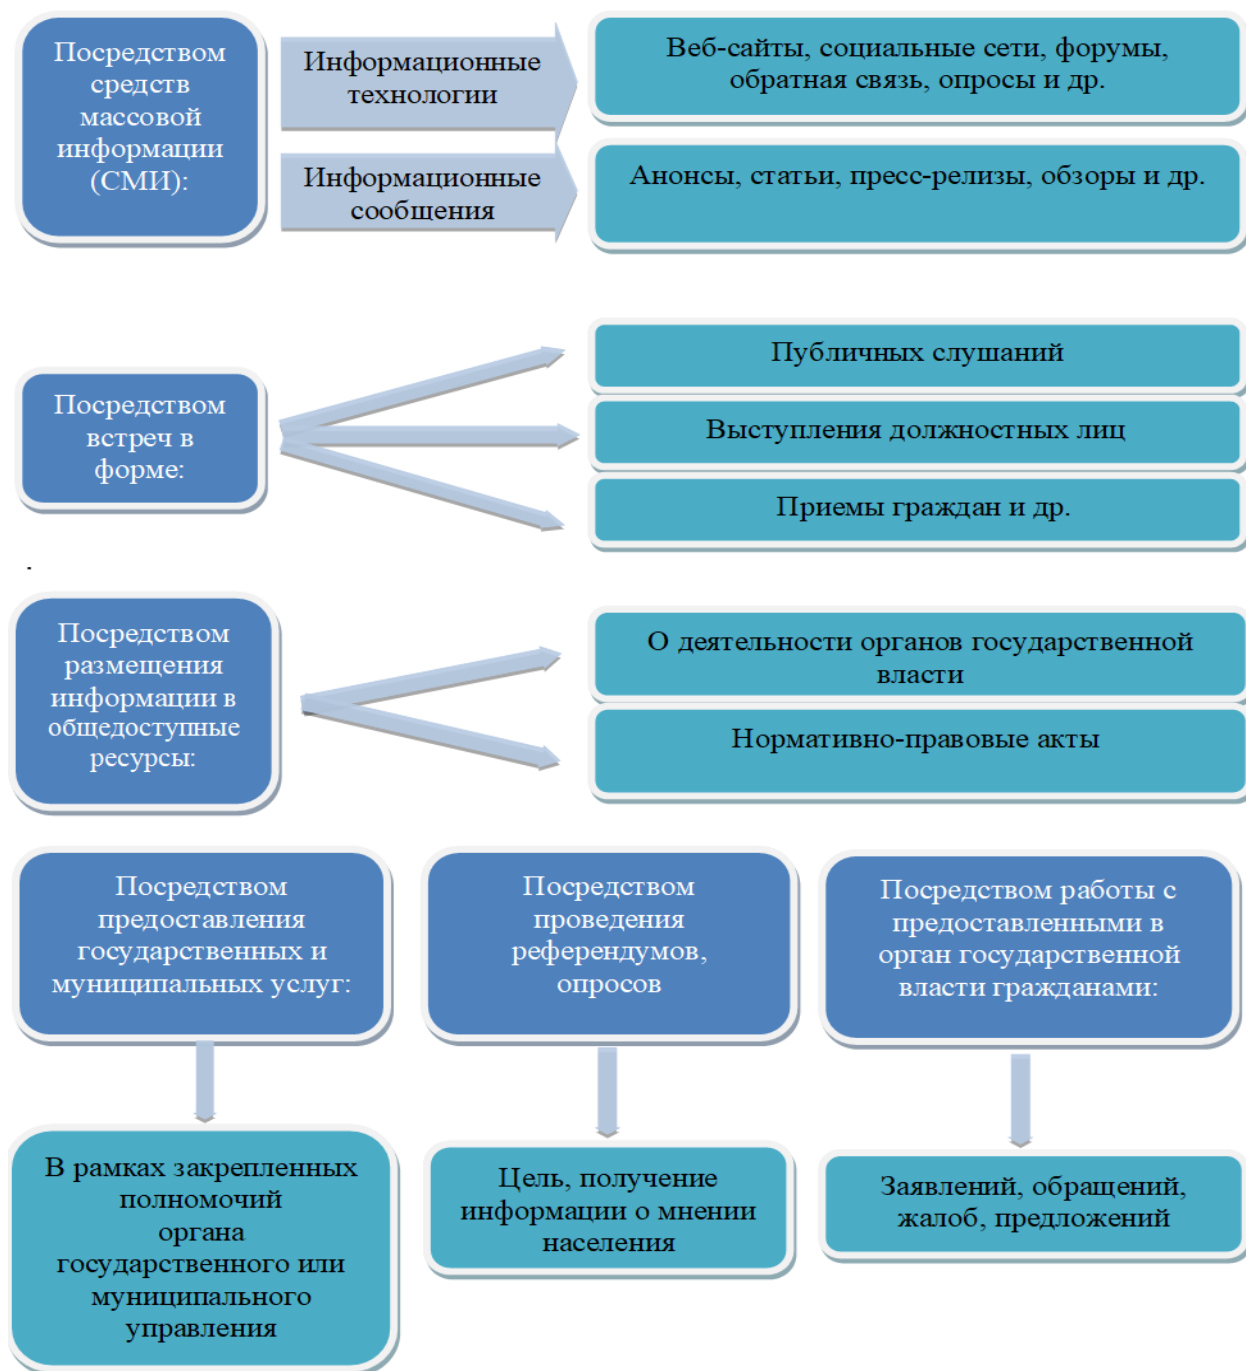 Посредством
средств
массовой
информации
(СМИ):
Информационные
технологии
Веб-сайты, социальные сети, форумы,
обратная связь, опросы и др.
Информационные
сообщения
Анонсы, статьи, пресс-релизы, обзоры и др.
Посредством
встреч в
форме:
Публичных слушаний
Выступления должностных лиц
Приемы граждан и др.
.
Посредством
размещения
информации в
общедоступные
ресурсы:
О деятельности органов государственной
власти
Нормативно-правовые акты
Посредством
предоставления
государственных и
муниципальных услуг:
Посредством
проведения
референдумов,
опросов
Посредством работы с
предоставленными в
орган государственной
власти гражданами:
В рамках закрепленных
полномочий
органа
государственного или
муниципального
управления
Цель, получение
информации о мнении
населения
Заявлений, обращений,
жалоб, предложений